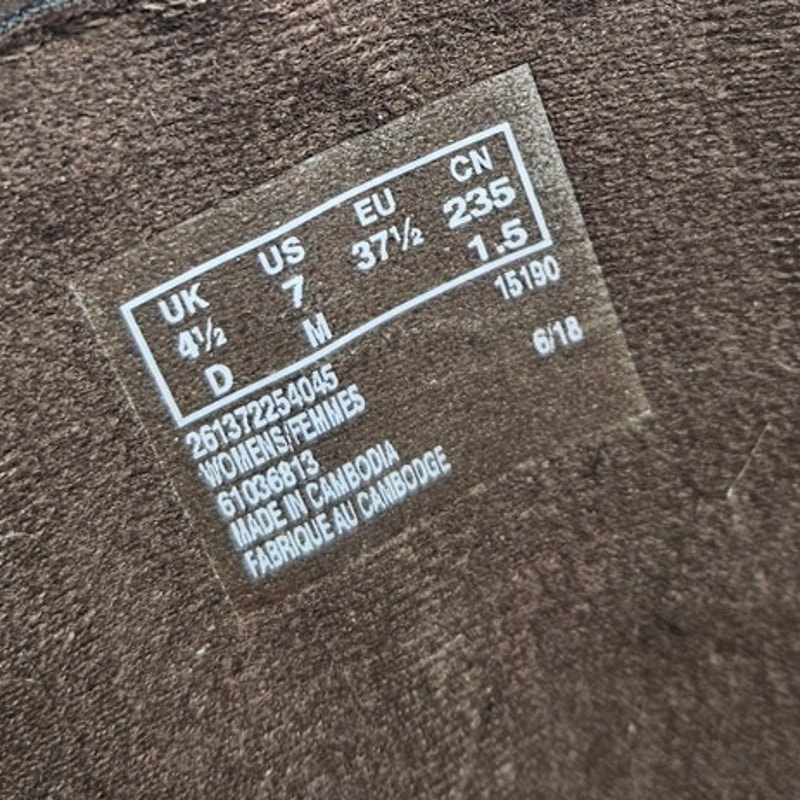 UK US EU CN
4½ 7 37½ 235
D M 1.5
261372254045 15190
WOMENS/FEMMES 6/18
61036813
MADE IN CAMBODIA
FABRIQUE AU CAMBODGE